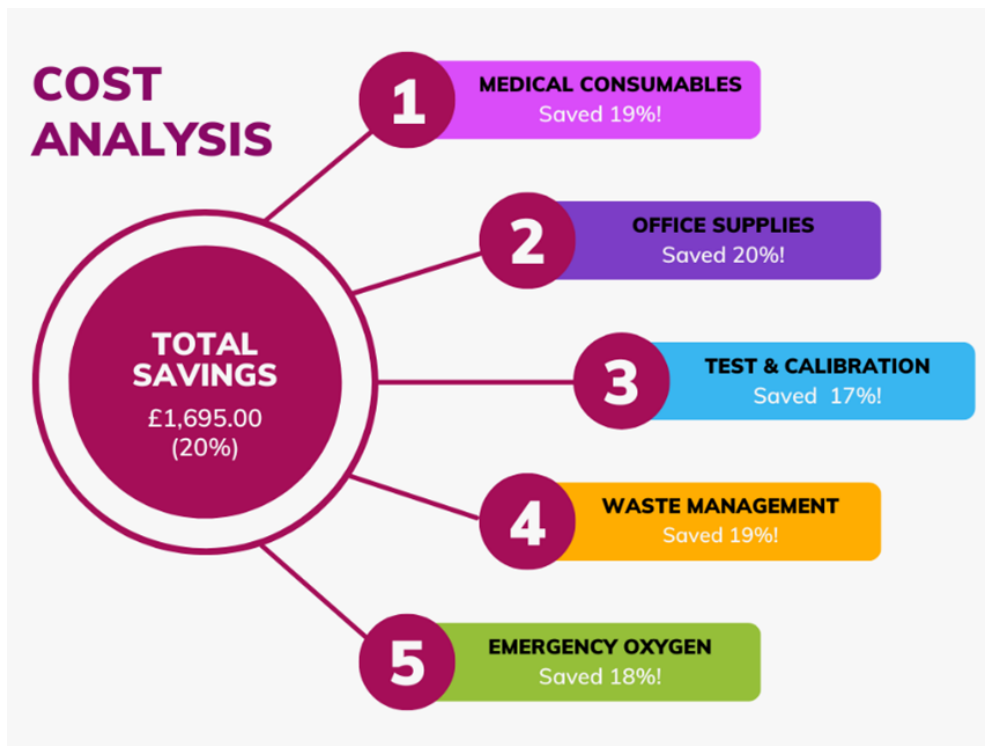 COST
ANALYSIS
1
MEDICAL CONSUMABLES
Saved 19%!
2
OFFICE SUPPLIES
Saved 20%!
3
TEST & CALIBRATION
Saved 17%!
TOTAL
SAVINGS
£1,695.00
(20%)
4
WASTE MANAGEMENT
Saved 19%!
5
EMERGENCY OXYGEN
Saved 18%!